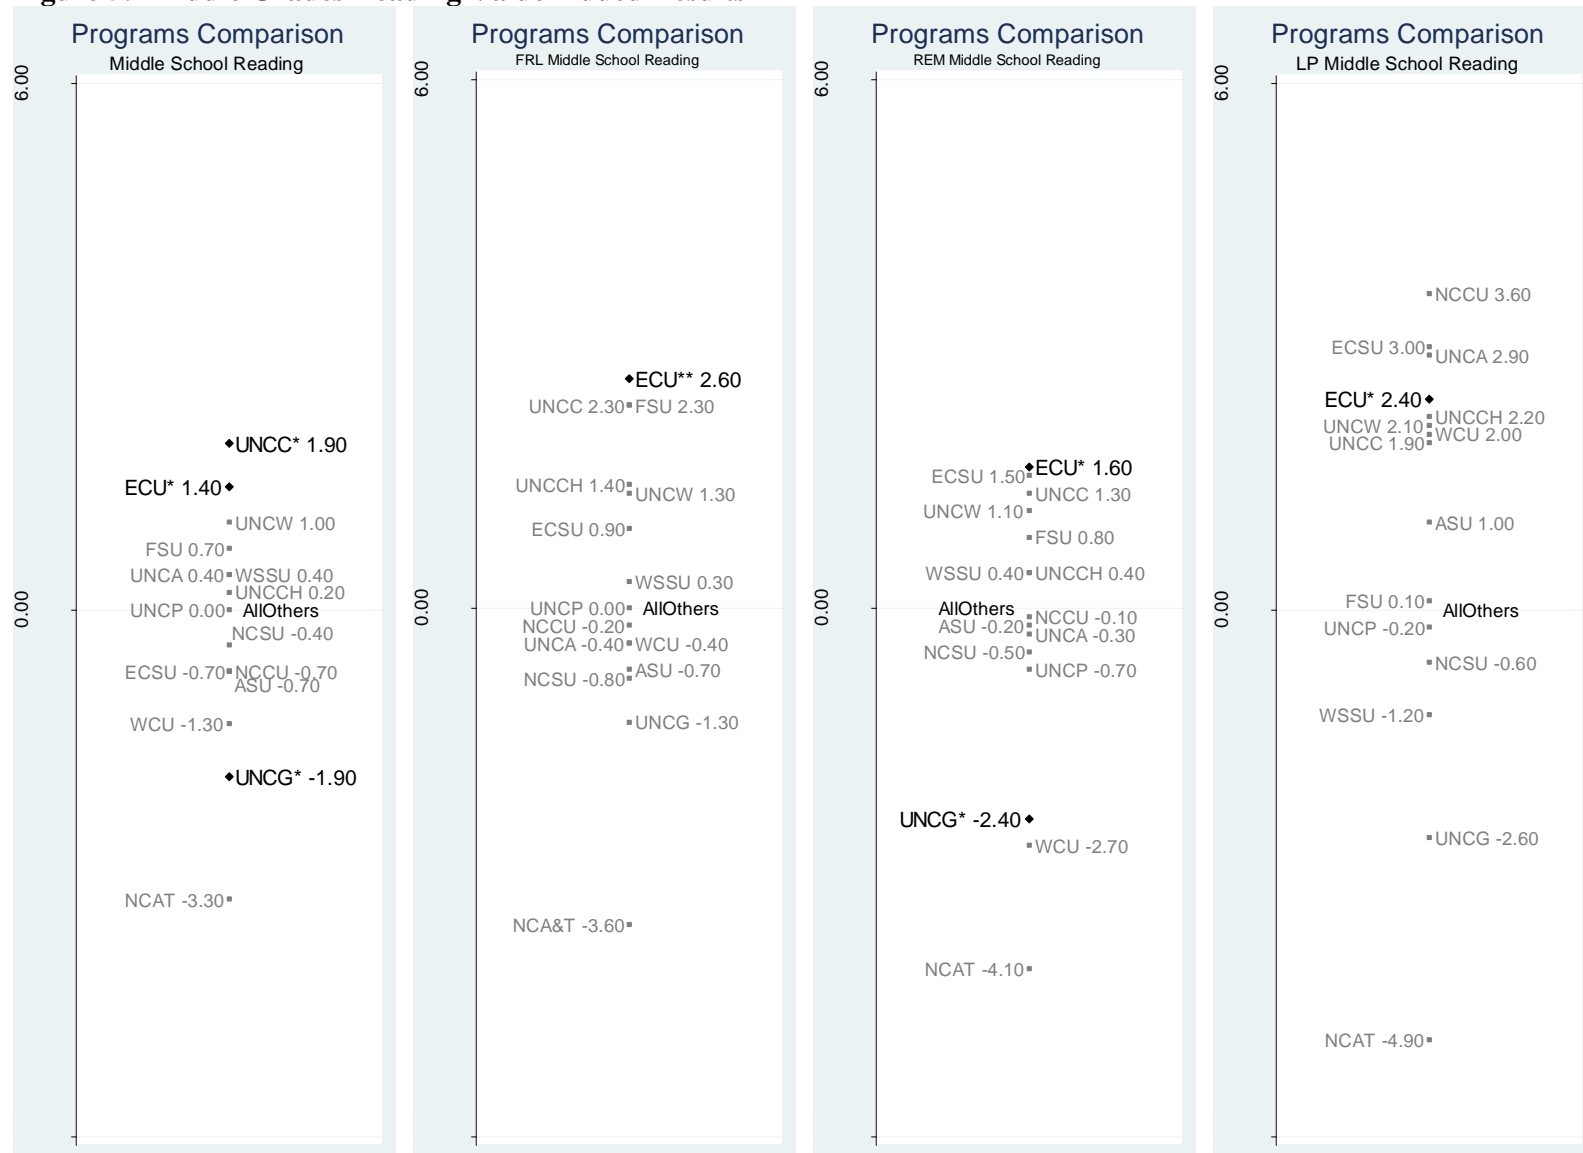 Programs Comparison
Middle School Reading
6.00
UNCC* 1.90
ECU* 1.40
UNCW 1.00
FSU 0.70
UNCA 0.40 WSSU 0.40
UNCCH 0.20
0.00
UNCP 0.00 AllOthers
NCSU -0.40
ECSU -0.70 NCCU -0.70
ASU -0.70
WCU -1.30
UNCG* -1.90
NCAT -3.30
Programs Comparison
FRL Middle School Reading
6.00
ECU** 2.60
UNCC 2.30 FSU 2.30
UNCCH 1.40
UNCW 1.30
ECSU 0.90
WSSU 0.30
0.00
UNCP 0.00 AllOthers
NCCU -0.20
UNCA -0.40 WCU -0.40
ASU -0.70
NCSU -0.80
UNCG -1.30
NCA&T -3.60
Programs Comparison
REM Middle School Reading
6.00
ECU* 1.60
ECSU 1.50
UNCC 1.30
UNCW 1.10
FSU 0.80
WSSU 0.40 UNCCH 0.40
0.00
AllOthers
NCCU -0.10
ASU -0.20
UNCA -0.30
NCSU -0.50
UNCP -0.70
UNCG* -2.40
WCU -2.70
NCAT -4.10
Programs Comparison
LP Middle School Reading
6.00
NCCU 3.60
ECSU 3.00
UNCA 2.90
ECU* 2.40
UNCCH 2.20
UNCW 2.10
WCU 2.00
UNCC 1.90
ASU 1.00
FSU 0.10
0.00
AllOthers
UNCP -0.20
NCSU -0.60
WSSU -1.20
UNCG -2.60
NCAT -4.90